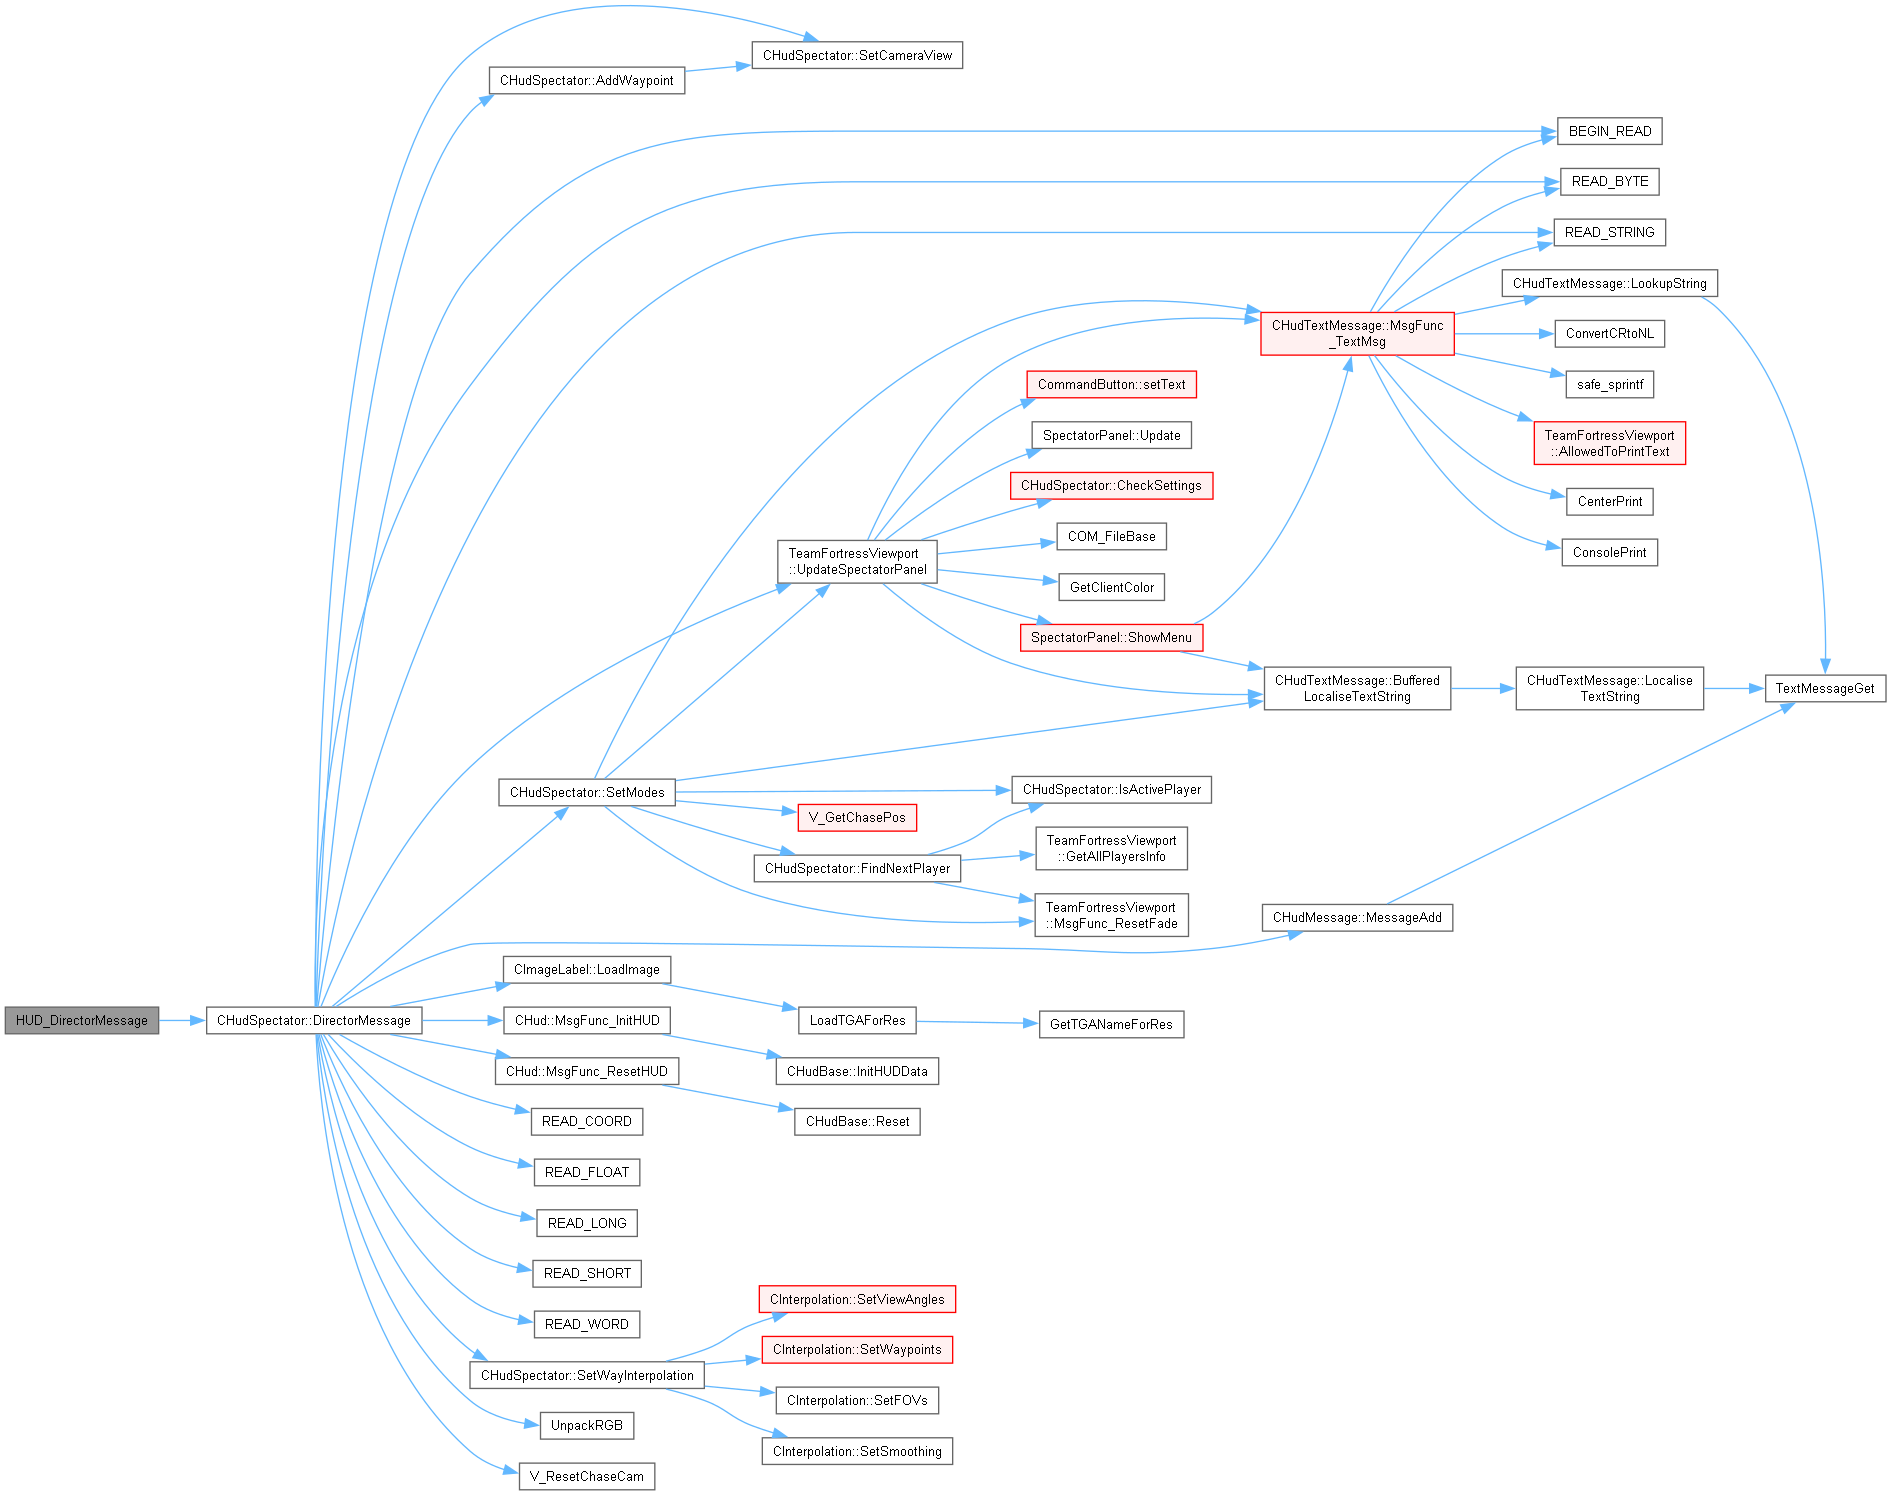 CHudSpectator::SetCameraView
CHudSpectator::AddWaypoint
BEGIN_READ
READ_BYTE
READ_STRING
CHudTextMessage::LookupString
CHudTextMessage::MsgFunc
_TextMsg
ConvertCRtoNL
CommandButton::setText
safe_sprintf
SpectatorPanel::Update
TeamFortressViewport
::AllowedToPrintText
CHudSpectator::CheckSettings
CenterPrint
COM_FileBase
ConsolePrint
TeamFortressViewport
::UpdateSpectatorPanel
GetClientColor
SpectatorPanel::ShowMenu
CHudTextMessage::Buffered
LocaliseTextString
CHudTextMessage::Localise
TextString
TextMessageGet
CHudSpectator::SetModes
CHudSpectator::IsActivePlayer
V_GetChasePos
TeamFortressViewport
::GetAllPlayersInfo
CHudSpectator::FindNextPlayer
TeamFortressViewport
::MsgFunc_ResetFade
CHudMessage::MessageAdd
CImageLabel::LoadImage
HUD_DirectorMessage
CHudSpectator::DirectorMessage
CHud::MsgFunc_InitHUD
LoadTGAForRes
GetTGANameForRes
CHud::MsgFunc_ResetHUD
CHudBase::InitHUDData
READ_COORD
CHudBase::Reset
READ_FLOAT
READ_LONG
READ_SHORT
CInterpolation::SetViewAngles
READ_WORD
CInterpolation::SetWaypoints
CHudSpectator::SetWayInterpolation
CInterpolation::SetFOVs
UnpackRGB
CInterpolation::SetSmoothing
V_ResetChaseCam